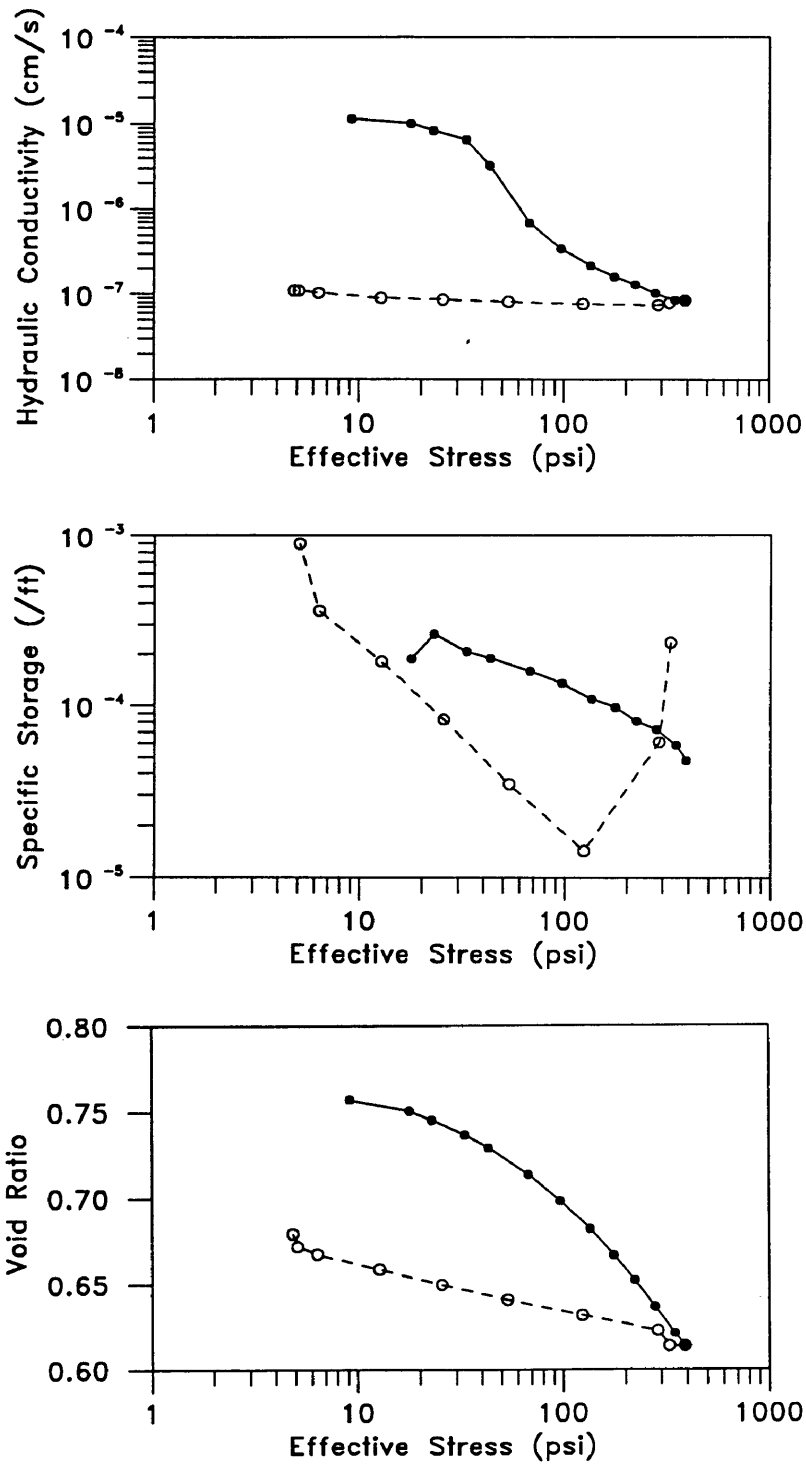 Hydraulic Conductivity (cm/s)
10 -4
10 -5
10 -6
10 -7
10 -8
1 10 100 1000
Effective Stress (psi)
Specific Storage (/ft)
10 -3
10 -4
10 -5
1 10 100 1000
Effective Stress (psi)
Void Ratio
0.80
0.75
0.70
0.65
0.60
1 10 100 1000
Effective Stress (psi)